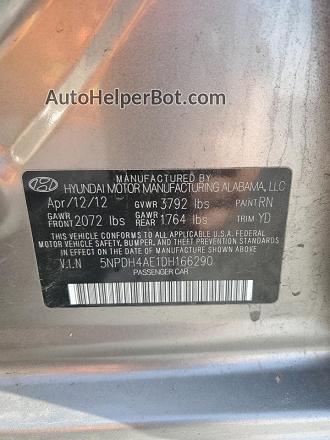 AutoHelperBot.com
MANUFACTURED BY
HYUNDAI MOTOR MANUFACTURING ALABAMA, LLC
Apr/12/12 GVWR 3792 lbs PAINT RN
GAWR FRONT 2072 lbs GAWR REAR 1764 lbs TRIM YD
THIS VEHICLE CONFORMS TO ALL APPLICABLE U.S.A FEDERAL
MOTOR VEHICLE SAFETY, BUMPER, AND THEFT PREVENTION
STANDARDS IN EFFECT ON THE DATE OF MANUFACTURE SHOWN
ABOVE.
V.I.N 5NPDH4AE1DH166290
PASSENGER CAR